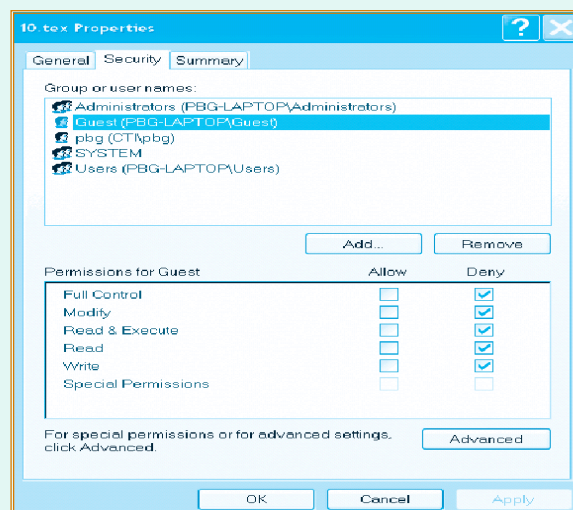 10.tex Properties
General Security Summary
Group or user names:
Administrators (PBG-LAPTOP\Administrators)
Guest (PBG-LAPTOP\Guest)
pbg (CTI\pbg)
SYSTEM
Users (PBG-LAPTOP\Users)
Add... Remove
Permissions for Guest Allow Deny
Full Control
Modify
Read & Execute
Read
Write
Special Permissions
For special permissions or for advanced settings,
click Advanced. Advanced
OK Cancel Apply